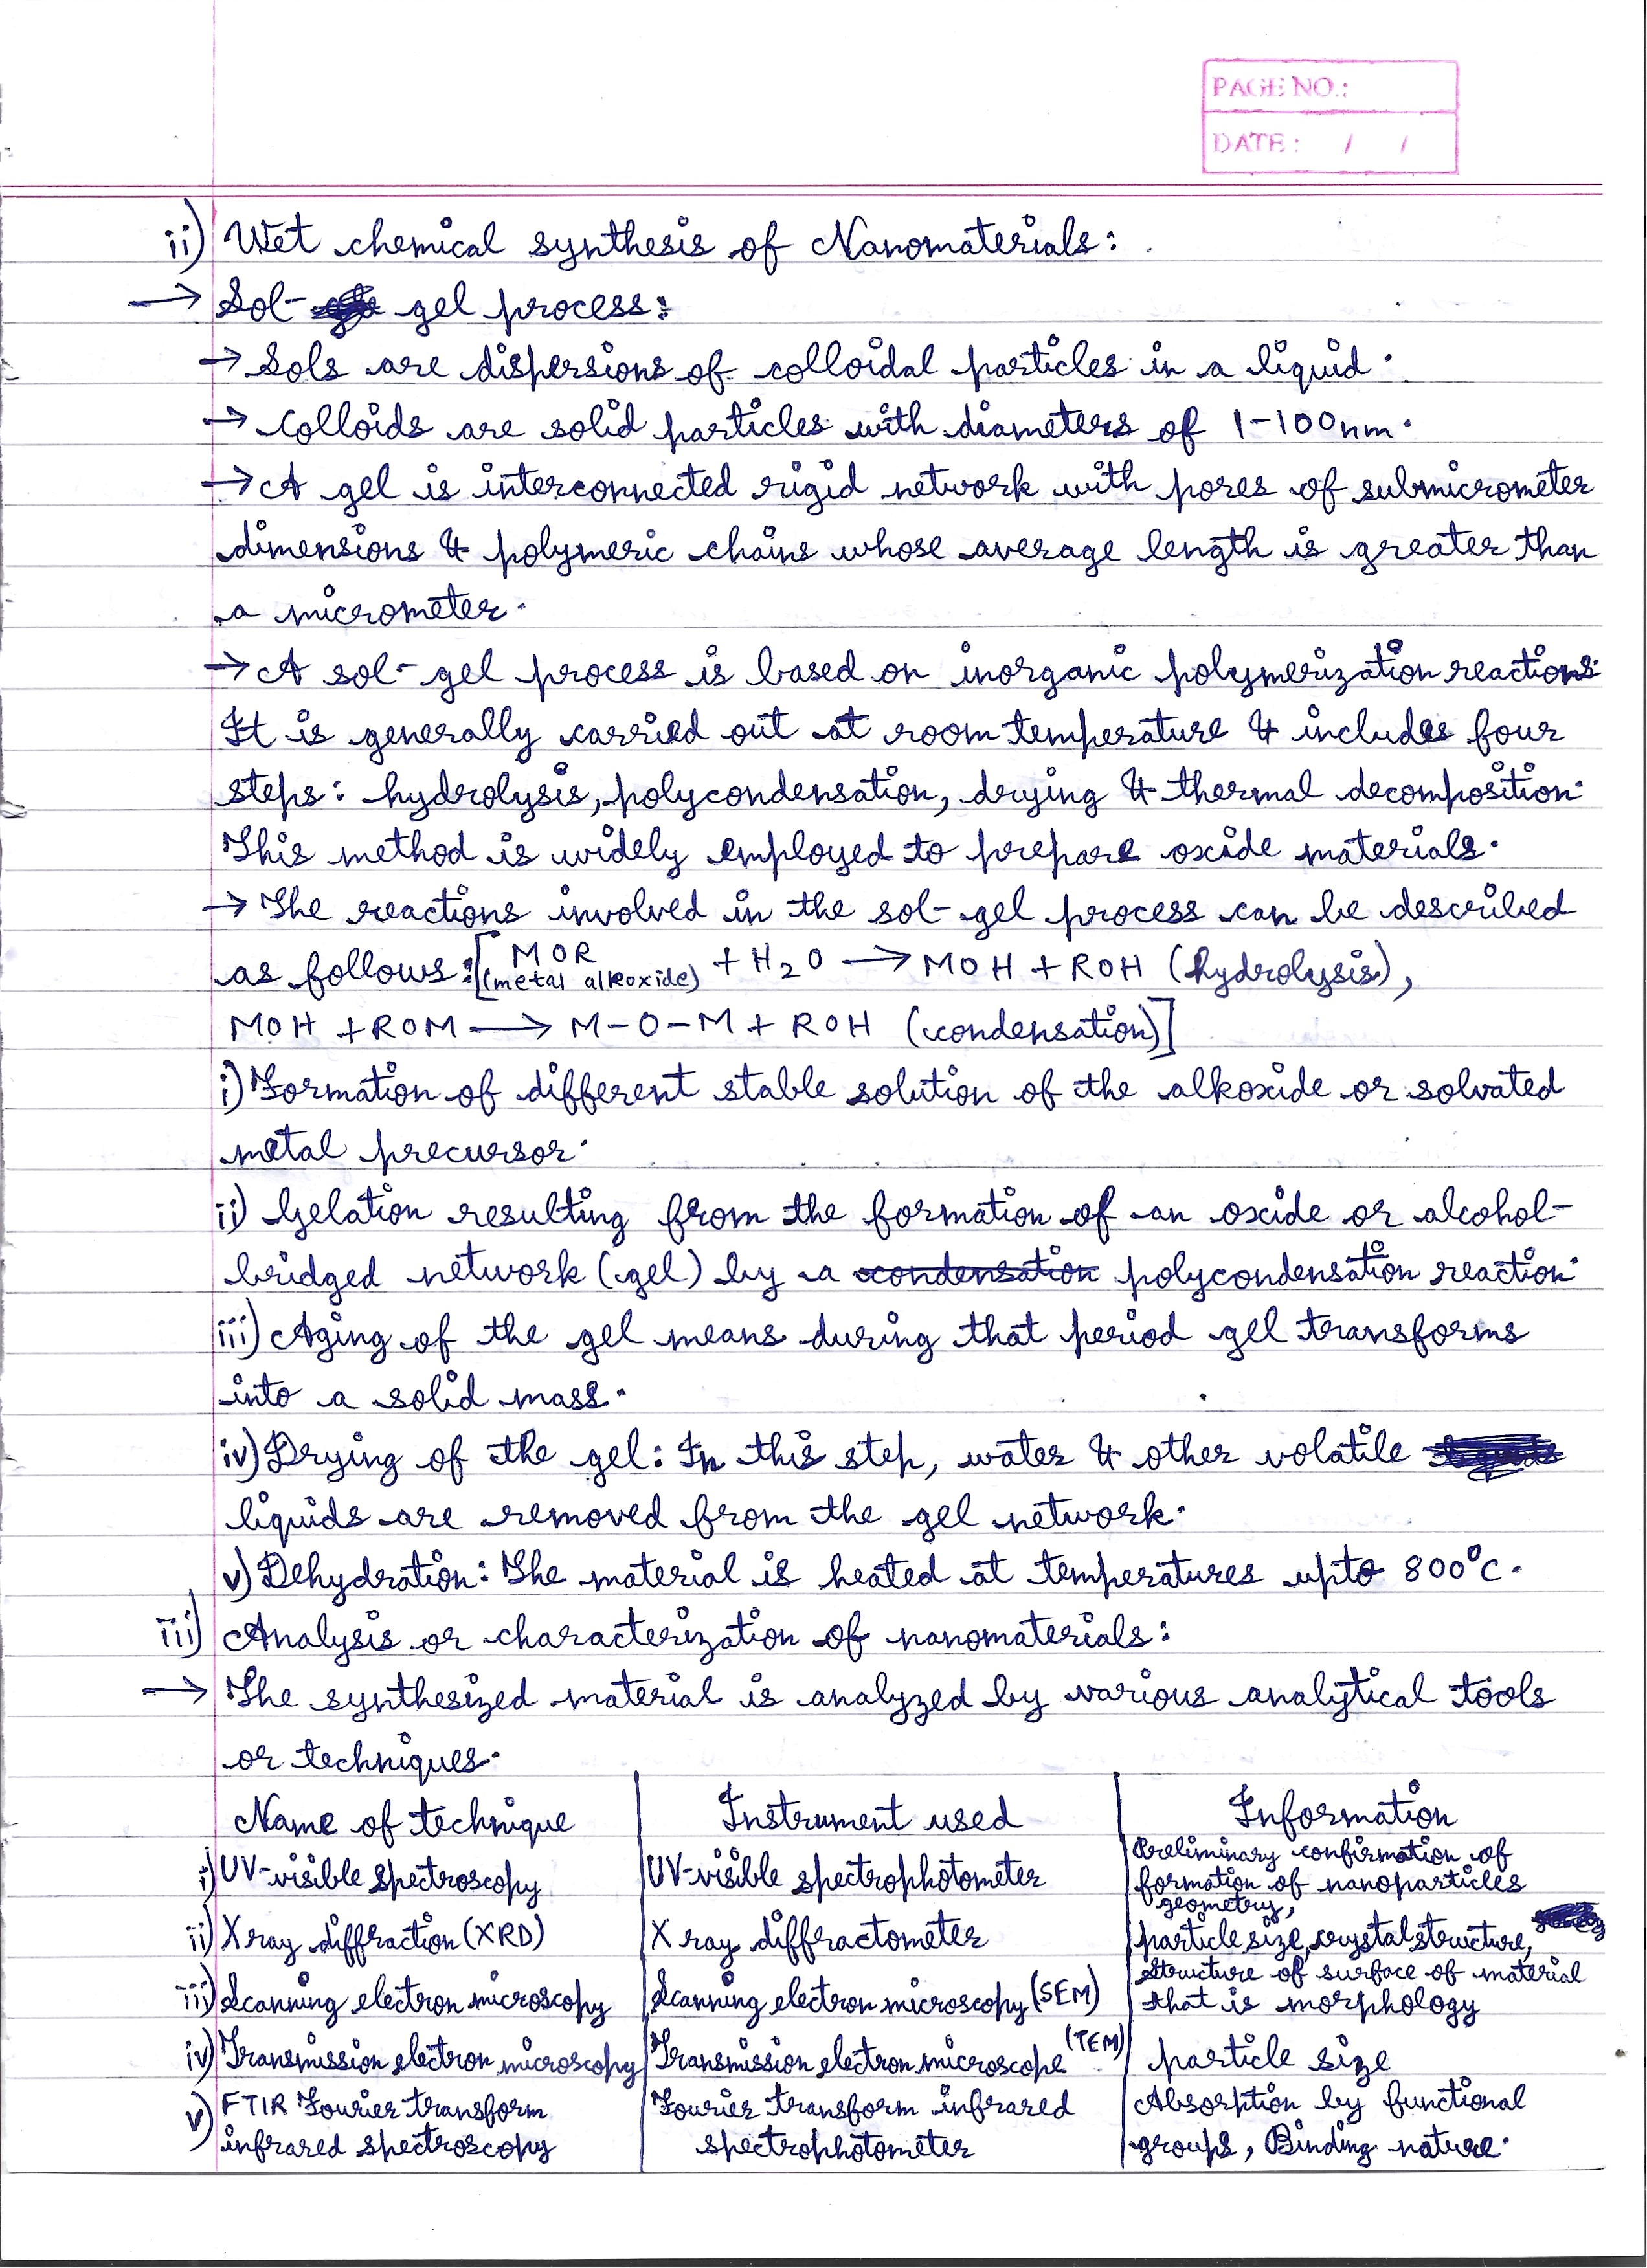 PAGE NO.:
DATE: / /
ii) Wet chemical synthesis of Nanomaterials:
→ Sol- gel process:
→ Sols are dispersions of colloidal particles in a liquid.
→ Colloids are solid particles with diameters of 1-100nm.
→ A gel is interconnected rigid network with pores of submicrometer
dimensions & polymeric chains whose average length is greater than
a micrometer.
→ A sol-gel process is based on inorganic polymerization reactions.
It is generally carried out at room temperature & includes four
steps: hydrolysis, polycondensation, drying & thermal decomposition.
This method is widely employed to prepare oxide materials.
→ The reactions involved in the sol-gel process can be described
as follows: [MOR (metal alkoxide) + H2O → MOH + ROH (hydrolysis),
MOH + ROM → M-O-M + ROH (condensation)]
i) Formation of different stable solution of the alkoxide or solvated
metal precursor.
ii) Gelation resulting from the formation of an oxide or alcohol-
bridged network (gel) by a condensation polycondensation reaction.
iii) Aging of the gel means during that period gel transforms
into a solid mass.
iv) Drying of the gel: In this step, water & other volatile
liquids are removed from the gel network.
v) Dehydration: The material is heated at temperatures upto 800°C.
iii) Analysis or characterization of nanomaterials:
→ The synthesized material is analyzed by various analytical tools
or techniques.
Name of technique Instrument used Information
i) UV-visible spectroscopy UV-visible spectrophotometer Preliminary confirmation of
formation of nanoparticles
geometry,
ii) X ray diffraction (XRD) X ray diffractometer particle size, crystal structure,
iii) Scanning electron microscopy Scanning electron microscopy (SEM) Structure of surface of material
that is morphology
iv) Transmission electron microscopy Transmission electron microscope (TEM) particle size
v) FTIR Fourier transform Fourier transform infrared Absorption by functional
infrared spectroscopy spectrophotometer groups, Binding nature.